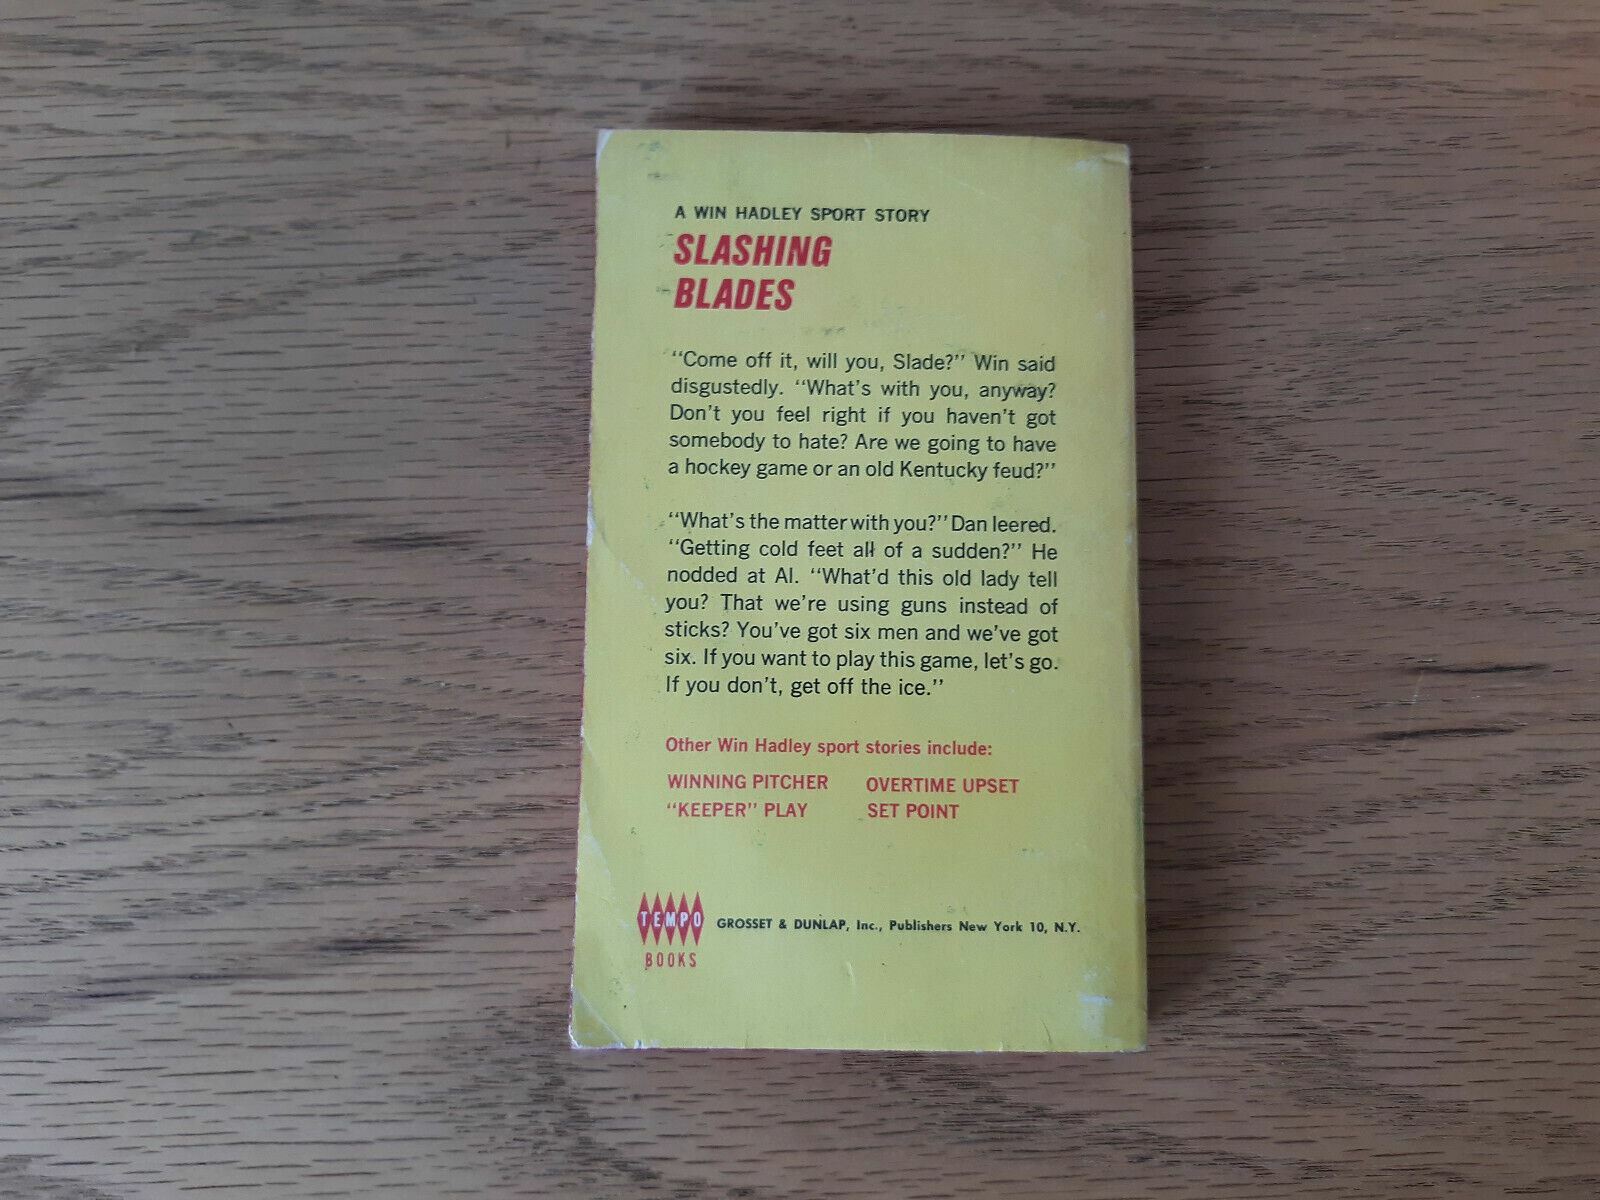 A WIN HADLEY SPORT STORY
SLASHING
BLADES
"Come off it, will you, Slade?" Win said
disgustedly. "What's with you, anyway?
Don't you feel right if you haven't got
somebody to hate? Are we going to have
a hockey game or an old Kentucky feud?"
"What's the matter with you?" Dan leered.
"Getting cold feet all of a sudden?" He
nodded at Al. "What'd this old lady tell
you? That we're using guns instead of
sticks? You've got six men and we've got
six. If you want to play this game, let's go.
If you don't, get off the ice."
Other Win Hadley sport stories include:
WINNING PITCHER OVERTIME UPSET
"KEEPER" PLAY SET POINT
TEMPO
BOOKS
GROSSET & DUNLAP, Inc., Publishers New York 10, N.Y.